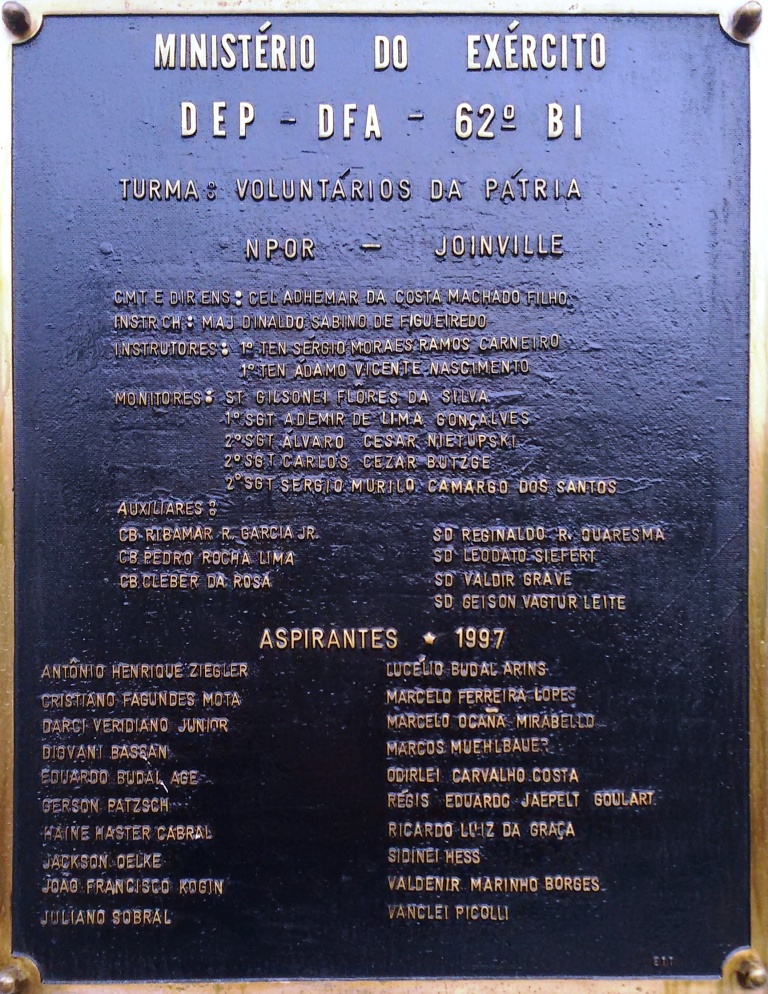 MINISTÉRIO DO EXÉRCITO
DEP - DFA - 62º BI
TURMA: VOLUNTÁRIOS DA PÁTRIA
NPOR - JOINVILLE
CMT E DIR ENS: CEL ADHEMAR DA COSTA MACHADO FILHO
INSTR CH: MAJ DINALDO SABINO DE FIGUEIREDO
INSTRUTORES: 1º TEN SÉRGIO MORAES RAMOS CARNEIRO
1º TEN ÁDAMO VICENTE NASCIMENTO
MONITORES: ST GILSONEI FLÔRES DA SILVA
1º SGT ADEMIR DE LIMA GONÇALVES
2º SGT ÁLVARO CESAR NIETUPSKI
2º SGT CARLOS CEZAR BUTZGE
2º SGT SERGIO MURILO CAMARGO DOS SANTOS
AUXILIARES:
CB RIBAMAR R. GARCIA JR.
CB PEDRO ROCHA LIMA
CB CLEBER DA ROSA
SD REGINALDO R. QUARESMA
SD LEODATO SIEFERT
SD VALDIR GRAVE
SD GEISON VAGTUR LEITE
ASPIRANTES ★ 1997
ANTÔNIO HENRIQUE ZIEGLER
CRISTIANO FAGUNDES MOTA
DARCI VERIDIANO JUNIOR
DIOVANI BASSAN
EDUARDO BUDAL AGE
GERSON PATZSCH
HAINE HASTER CABRAL
JACKSON OELKE
JOÃO FRANCISCO KOGIN
JULIANO SOBRAL
LUCÉLIO BUDAL ARINS
MARCELO FERREIRA LOPES
MARCELO OCAÑA MIRABELLO
MARCOS MUEHLBAUER
ODIRLEI CARVALHO COSTA
RÉGIS EDUARDO JAEPELT GOULART
RICARDO LUIZ DA GRAÇA
SIDINEI HESS
VALDENIR MARINHO BORGES
VANCLEI PICOLLI